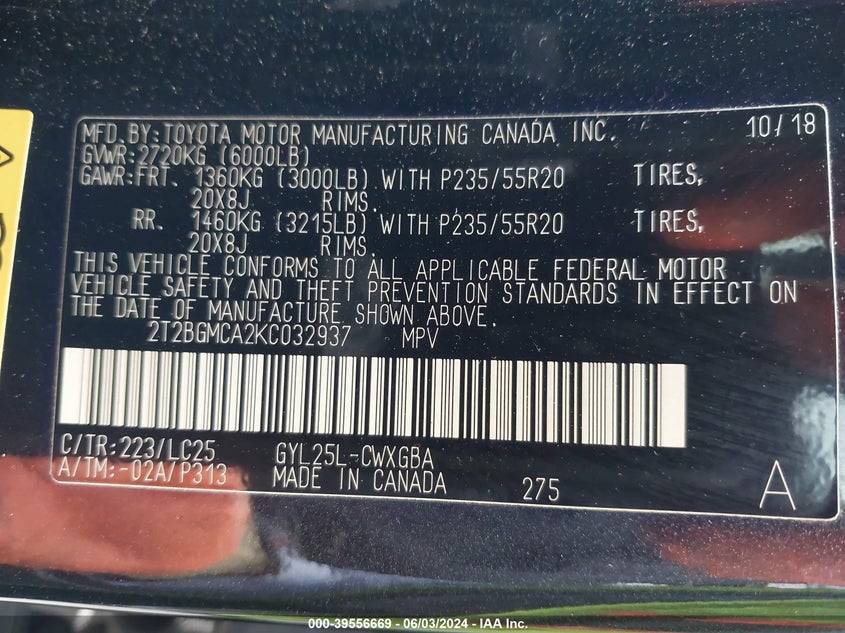 MFD. BY: TOYOTA MOTOR MANUFACTURING CANADA INC. 10/18
GVWR: 2720KG (6000LB)
GAWR: FRT. 1360KG (3000LB) WITH P235/55R20 TIRES,
20X8J RIMS.
RR. 1460KG (3215LB) WITH P235/55R20 TIRES,
20X8J RIMS.
THIS VEHICLE CONFORMS TO ALL APPLICABLE FEDERAL MOTOR
VEHICLE SAFETY AND THEFT PREVENTION STANDARDS IN EFFECT ON
THE DATE OF MANUFACTURE SHOWN ABOVE.
2T2BGMCA2KC032937 MPV
C/TR: 223/LC25 GYL25L-CWXGBA
A/TM: -02A/P313 MADE IN CANADA 275 A
000-39556669 - 06/03/2024 - IAA Inc.